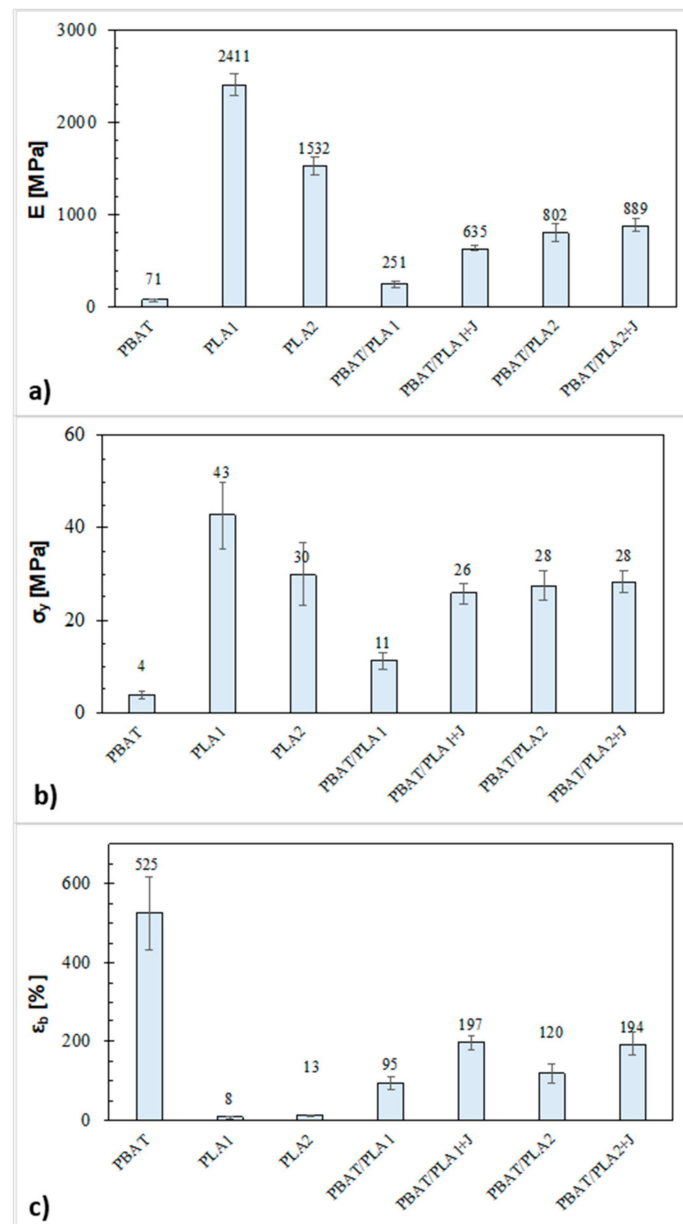 3000
2411
2000
1532
E [MPa]
1000
635
802
889
251
71
0
PBAT
PLA1
PLA2
PBAT/PLA1
PBAT/PLA1+J
PBAT/PLA2
PBAT/PLA2+J
a)
60
43
40
30
σy [MPa]
26
28
28
20
11
4
0
PBAT
PLA1
PLA2
PBAT/PLA1
PBAT/PLA1+J
PBAT/PLA2
PBAT/PLA2+J
b)
525
600
400
εb [%]
197
194
200
120
95
8
13
0
PBAT
PLA1
PLA2
PBAT/PLA1
PBAT/PLA1+J
PBAT/PLA2
PBAT/PLA2+J
c)